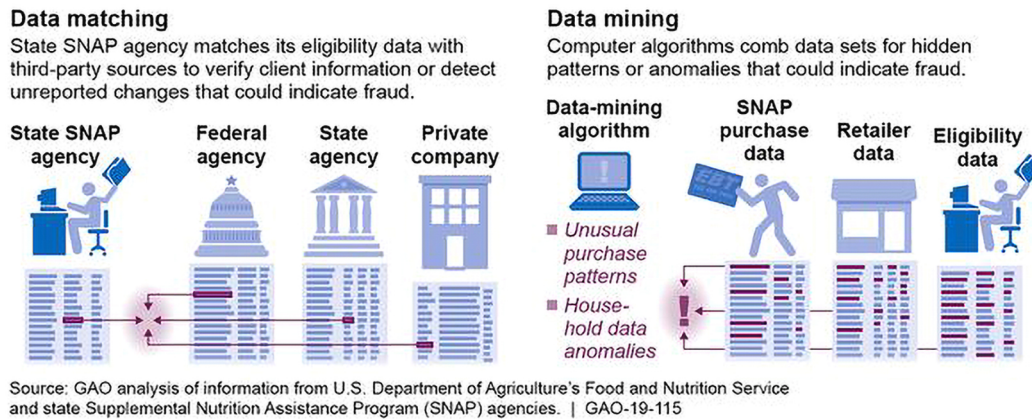 Data matching
State SNAP agency matches its eligibility data with
third-party sources to verify client information or detect
unreported changes that could indicate fraud.
State SNAP
agency
Federal
agency
State
agency
Private
company
Data mining
Computer algorithms comb data sets for hidden
patterns or anomalies that could indicate fraud.
Data-mining
algorithm
!
Unusual
purchase
patterns
House-
hold data
anomalies
SNAP
purchase
data
EBT
Retailer
data
Eligibility
data
!
Source: GAO analysis of information from U.S. Department of Agriculture’s Food and Nutrition Service
and state Supplemental Nutrition Assistance Program (SNAP) agencies. | GAO-19-115